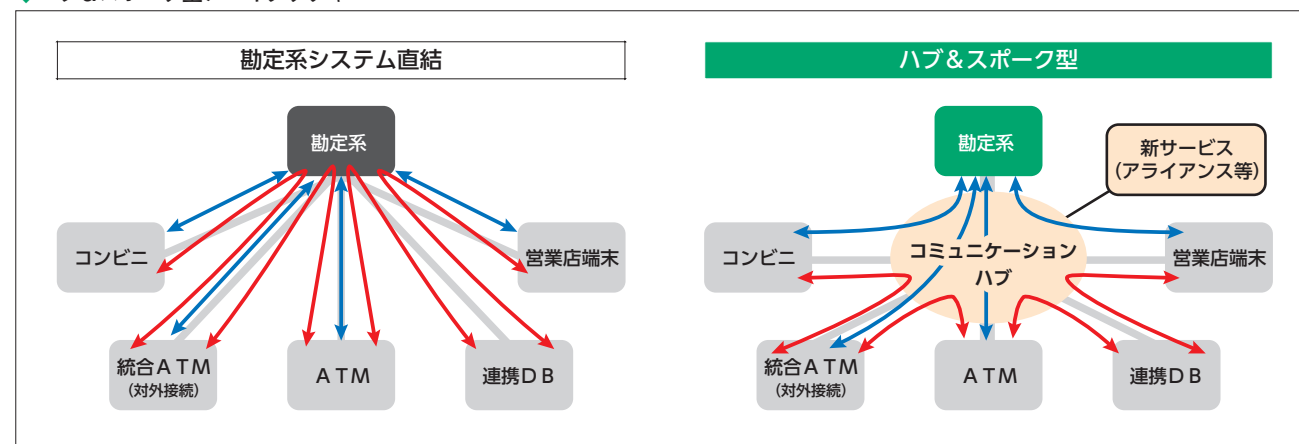 勘定系システム直結
勘定系
コンビニ
営業店端末
統合ATM
(対外接続)
ATM
連携DB
ハブ&スポーク型
勘定系
新サービス
(アライアンス等)
コンビニ
コミュニケーション
ハブ
営業店端末
統合ATM
(対外接続)
ATM
連携DB